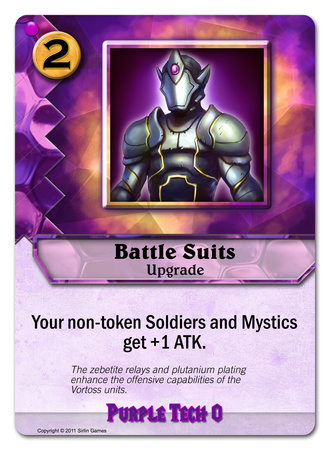 2
Battle Suits
Upgrade
Your non-token Soldiers and Mystics
get +1 ATK.
The zebetite relays and plutanium plating
enhance the offensive capabilities of the
Vortoss units.
Purple Tech 0
Copyright © 2011 Sirlin Games